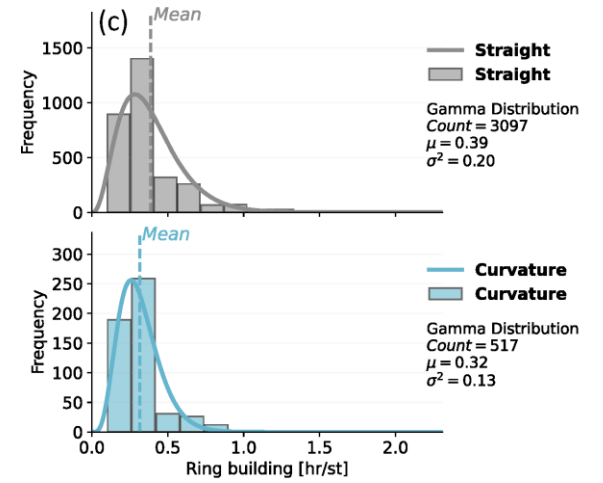 (c)
Mean
1500
1000
500
0
Frequency
Straight
Straight
Gamma Distribution
Count = 3097
μ = 0.39
σ² = 0.20
Mean
300
250
200
150
100
50
0
Frequency
Curvature
Curvature
Gamma Distribution
Count = 517
μ = 0.32
σ² = 0.13
0.0 0.5 1.0 1.5 2.0
Ring building [hr/st]